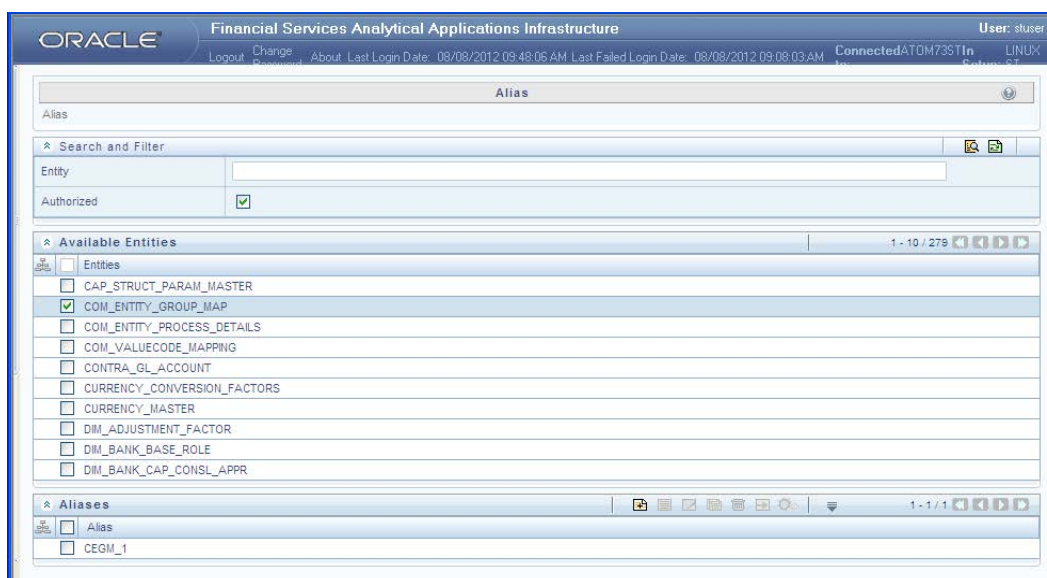 ORACLE
Financial Services Analytical Applications Infrastructure
User: stuser
Logout Change About Last Login Date: 08/08/2012 09:48:06 AM Last Failed Login Date: 08/08/2012 09:08:03 AM ConnectedATOM73STIn LINUX
Alias
Alias
Search and Filter
Entity
Authorized
Available Entities
1 - 10 / 279
Entities
CAP_STRUCT_PARAM_MASTER
COM_ENTITY_GROUP_MAP
COM_ENTITY_PROCESS_DETAILS
COM_VALUECODE_MAPPING
CONTRA_GL_ACCOUNT
CURRENCY_CONVERSION_FACTORS
CURRENCY_MASTER
DIM_ADJUSTMENT_FACTOR
DIM_BANK_BASE_ROLE
DIM_BANK_CAP_CONSL_APPR
Aliases
1 - 1 / 1
Alias
CEGM_1